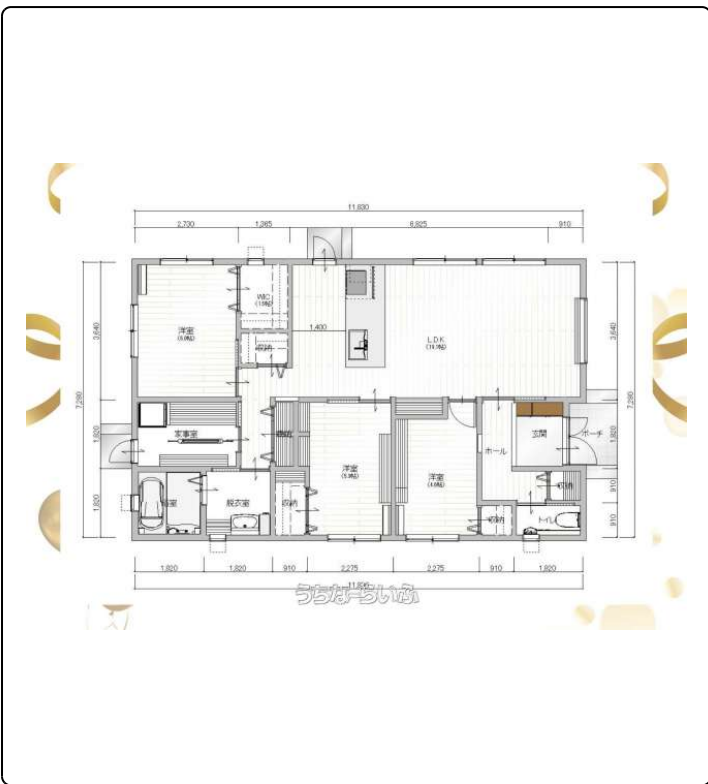 11,830
2,700 1,365 6,825 910
WIC
洋室
収納
1,400
LDK
3,640 3,640
7,280 7,280
家事室
洋室
洋室
ホール
玄関
ポーチ
1,820 1,820
脱衣室
収納
収納
収納
トイレ
1,820
910
910
1,820 1,820 910 2,275 2,275 910 1,820
11,830
うちなーらいふ